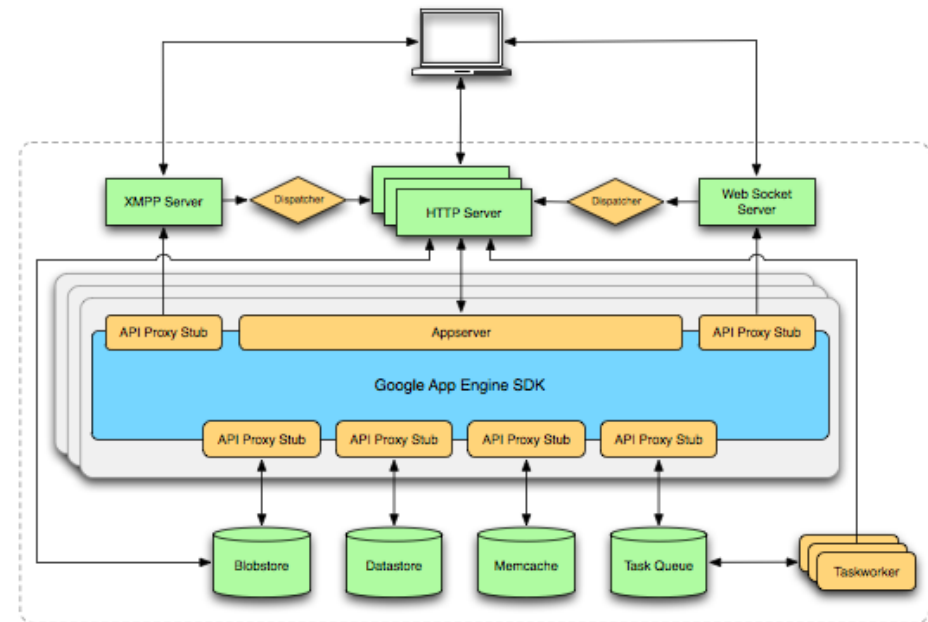 XMPP Server
Dispatcher
HTTP Server
Dispatcher
Web Socket
Server
API Proxy Stub
Appserver
API Proxy Stub
Google App Engine SDK
API Proxy Stub
API Proxy Stub
API Proxy Stub
API Proxy Stub
Blobstore
Datastore
Memcache
Task Queue
Taskworker